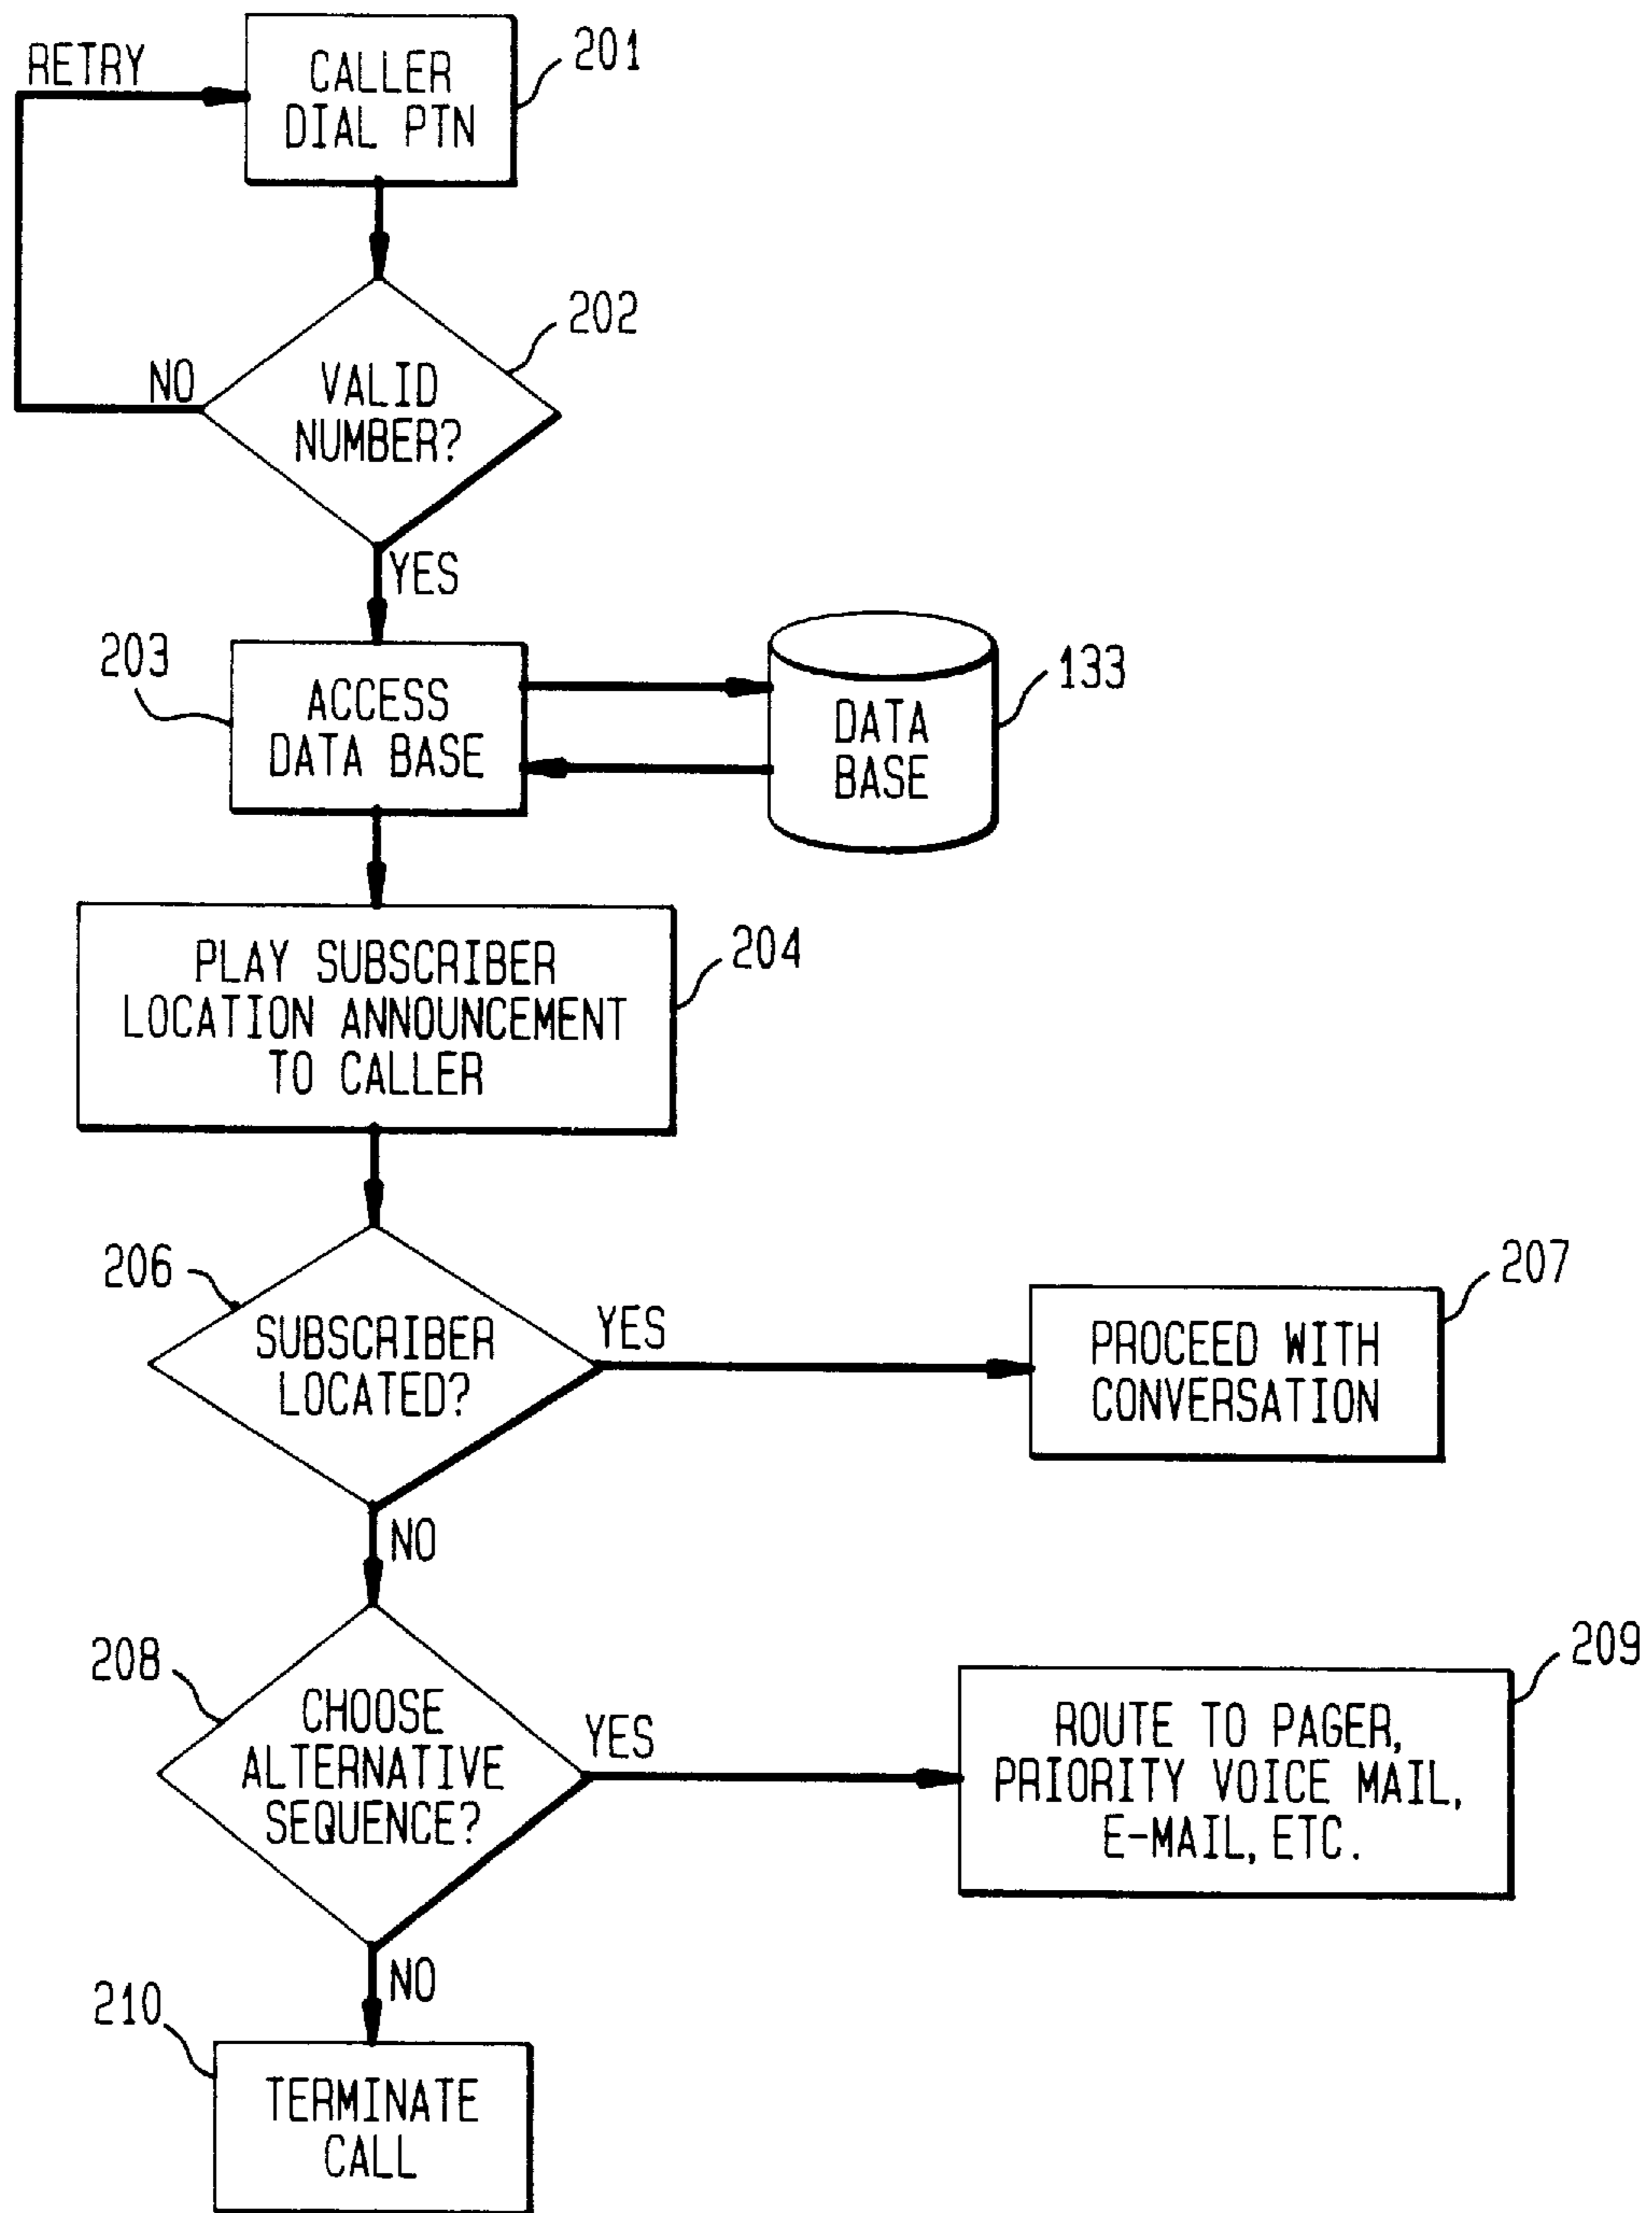 RETRY
201
CALLER
DIAL PTN
202
NO
VALID
NUMBER?
YES
203
ACCESS
DATA BASE
133
DATA
BASE
204
PLAY SUBSCRIBER
LOCATION ANNOUNCEMENT
TO CALLER
206
SUBSCRIBER
LOCATED?
YES
207
PROCEED WITH
CONVERSATION
NO
208
CHOOSE
ALTERNATIVE
SEQUENCE?
YES
209
ROUTE TO PAGER,
PRIORITY VOICE MAIL,
E-MAIL, ETC.
NO
210
TERMINATE
CALL